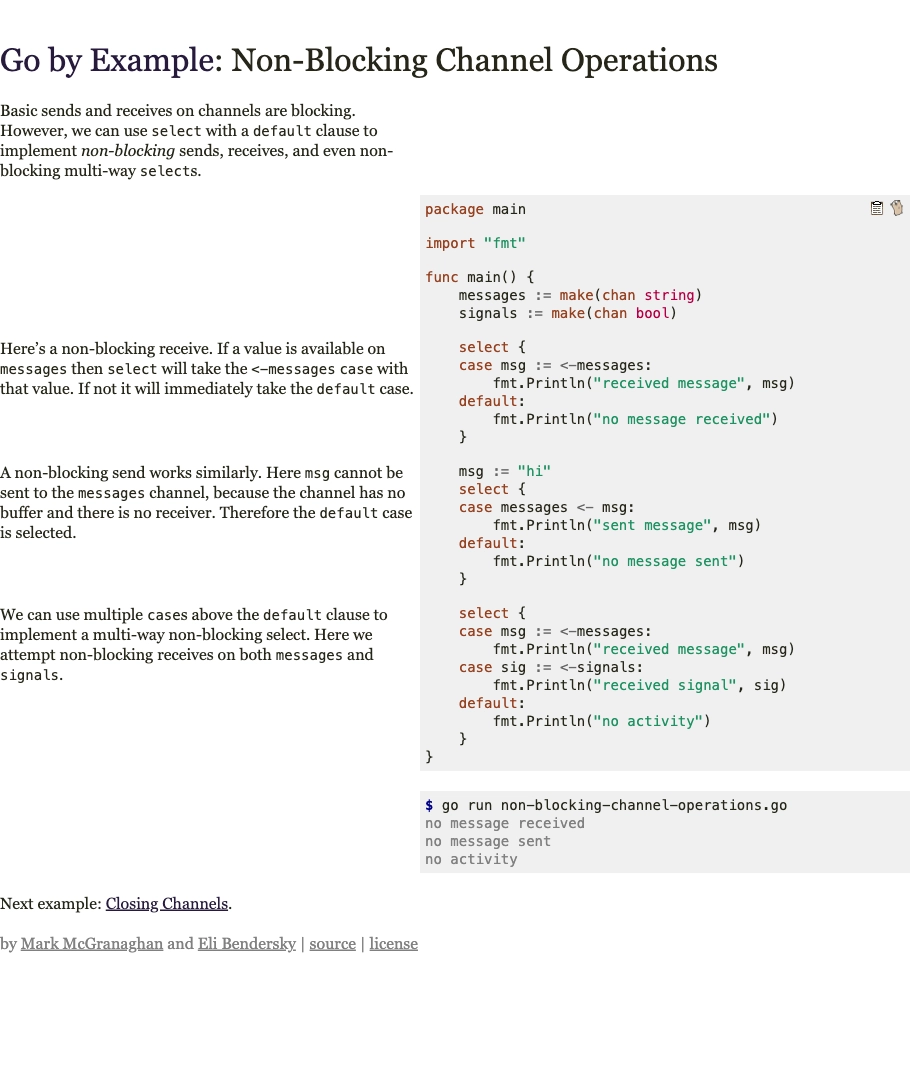 Go by Example: Non-Blocking Channel Operations
Basic sends and receives on channels are blocking.
However, we can use select with a default clause to
implement non-blocking sends, receives, and even non-
blocking multi-way selects.
package main
import "fmt"
func main() {
    messages := make(chan string)
    signals := make(chan bool)
Here’s a non-blocking receive. If a value is available on
messages then select will take the <-messages case with
that value. If not it will immediately take the default case.
    select {
    case msg := <-messages:
        fmt.Println("received message", msg)
    default:
        fmt.Println("no message received")
    }
A non-blocking send works similarly. Here msg cannot be
sent to the messages channel, because the channel has no
buffer and there is no receiver. Therefore the default case
is selected.
    msg := "hi"
    select {
    case messages <- msg:
        fmt.Println("sent message", msg)
    default:
        fmt.Println("no message sent")
    }
We can use multiple cases above the default clause to
implement a multi-way non-blocking select. Here we
attempt non-blocking receives on both messages and
signals.
    select {
    case msg := <-messages:
        fmt.Println("received message", msg)
    case sig := <-signals:
        fmt.Println("received signal", sig)
    default:
        fmt.Println("no activity")
    }
}
$ go run non-blocking-channel-operations.go
no message received
no message sent
no activity
Next example: Closing Channels.
by Mark McGranaghan and Eli Bendersky | source | license